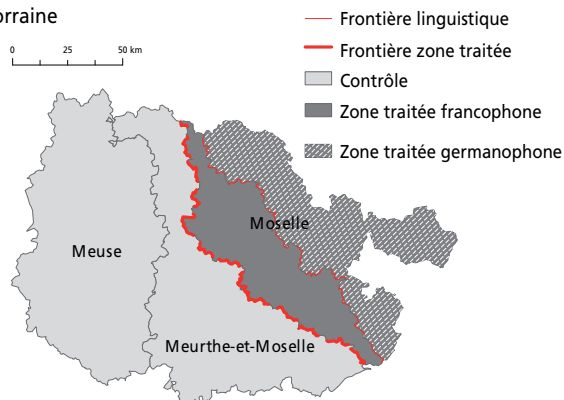 orraine
0 25 50 km
Frontière linguistique
Frontière zone traitée
Contrôle
Zone traitée francophone
Zone traitée germanophone
Moselle
Meuse
Meurthe-et-Moselle